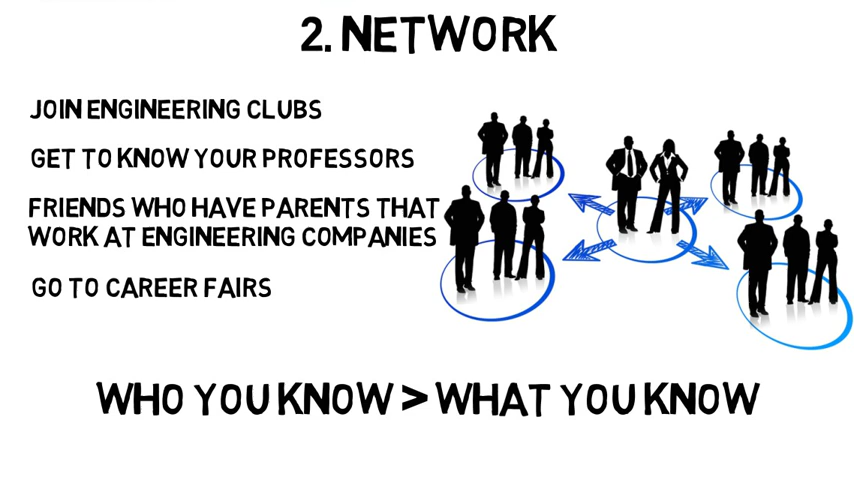 2. NETWORK
JOIN ENGINEERING CLUBS
GET TO KNOW YOUR PROFESSORS
FRIENDS WHO HAVE PARENTS THAT
WORK AT ENGINEERING COMPANIES
GO TO CAREER FAIRS
WHO YOU KNOW > WHAT YOU KNOW